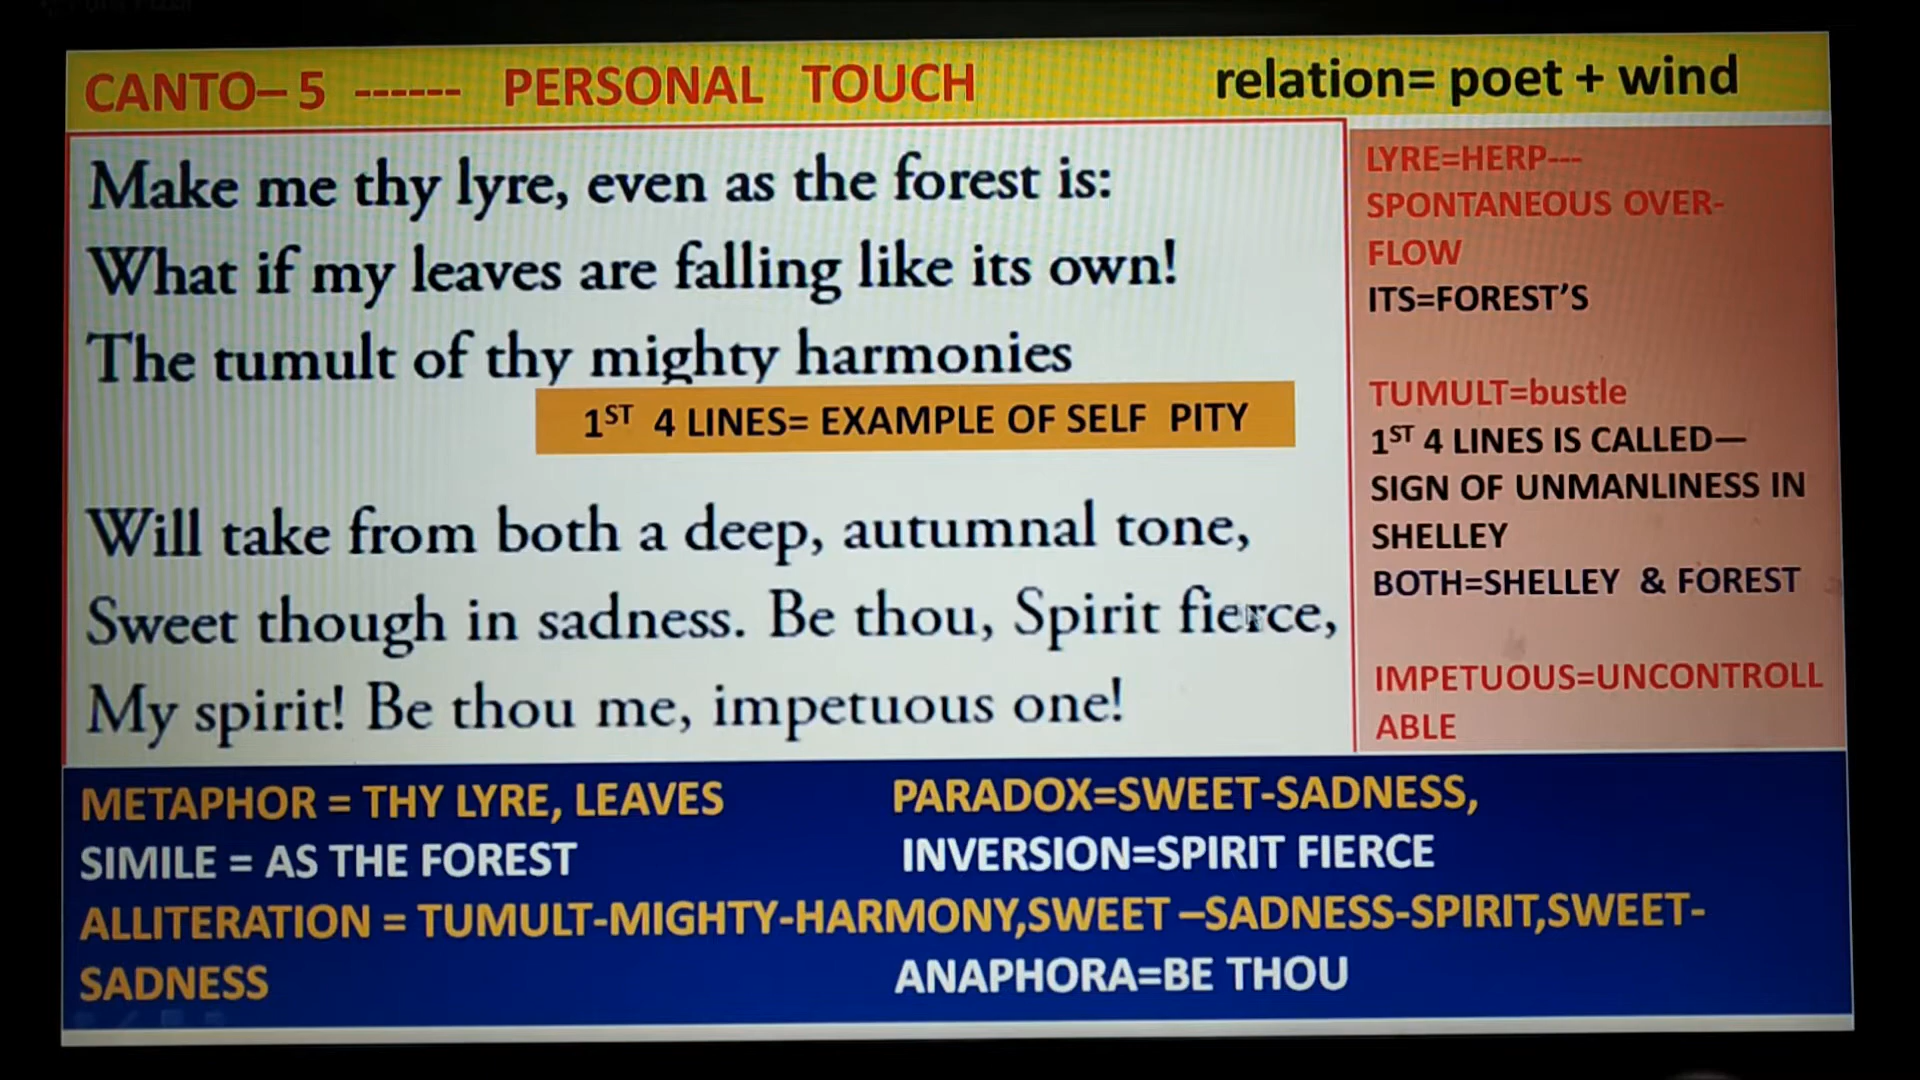 CANTO– 5 ------ PERSONAL TOUCH relation= poet + wind
Make me thy lyre, even as the forest is:
What if my leaves are falling like its own!
The tumult of thy mighty harmonies
1ST 4 LINES= EXAMPLE OF SELF PITY
Will take from both a deep, autumnal tone,
Sweet though in sadness. Be thou, Spirit fierce,
My spirit! Be thou me, impetuous one!
LYRE=HERP---
SPONTANEOUS OVER-
FLOW
ITS=FOREST’S
TUMULT=bustle
1ST 4 LINES IS CALLED—
SIGN OF UNMANLINESS IN
SHELLEY
BOTH=SHELLEY & FOREST
IMPETUOUS=UNCONTROLL
ABLE
METAPHOR = THY LYRE, LEAVES PARADOX=SWEET-SADNESS,
SIMILE = AS THE FOREST INVERSION=SPIRIT FIERCE
ALLITERATION = TUMULT-MIGHTY-HARMONY,SWEET –SADNESS-SPIRIT,SWEET-
SADNESS ANAPHORA=BE THOU